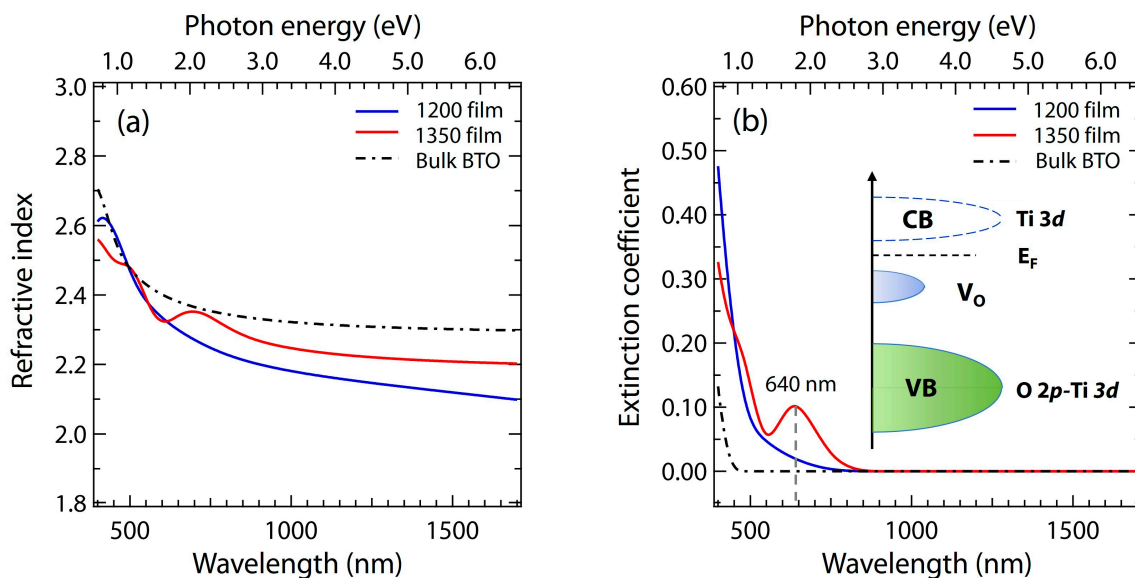 Photon energy (eV)
1.0 2.0 3.0 4.0 5.0 6.0
3.0
2.8
2.6
2.4
2.2
2.0
1.8
Refractive index
(a)
1200 film
1350 film
Bulk BTO
500 1000 1500
Wavelength (nm)
Photon energy (eV)
1.0 2.0 3.0 4.0 5.0 6.0
0.60
0.50
0.40
0.30
0.20
0.10
0.00
Extinction coefficient
(b)
1200 film
1350 film
Bulk BTO
CB Ti 3d
EF
VO
VB O 2p-Ti 3d
640 nm
500 1000 1500
Wavelength (nm)